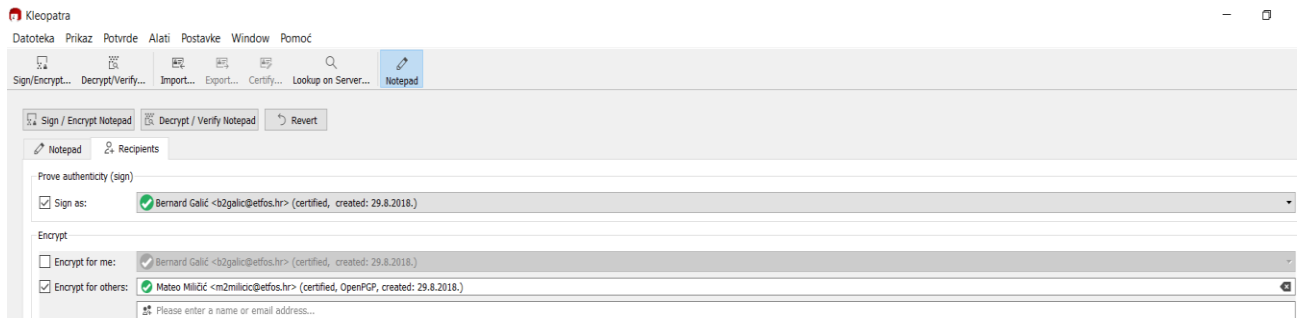 Kleopatra
Datoteka Prikaz Potvrde Alati Postavke Window Pomoć
Sign/Encrypt... Decrypt/Verify... Import... Export... Certify... Lookup on Server... Notepad
Sign / Encrypt Notepad Decrypt / Verify Notepad Revert
Notepad Recipients
Prove authenticity (sign)
Sign as: Bernard Galić <b2galic@etfos.hr> (certified, created: 29.8.2018.)
Encrypt
Encrypt for me: Bernard Galić <b2galic@etfos.hr> (certified, created: 29.8.2018.)
Encrypt for others: Mateo Miličić <m2milicic@etfos.hr> (certified, OpenPGP, created: 29.8.2018.)
Please enter a name or email address...